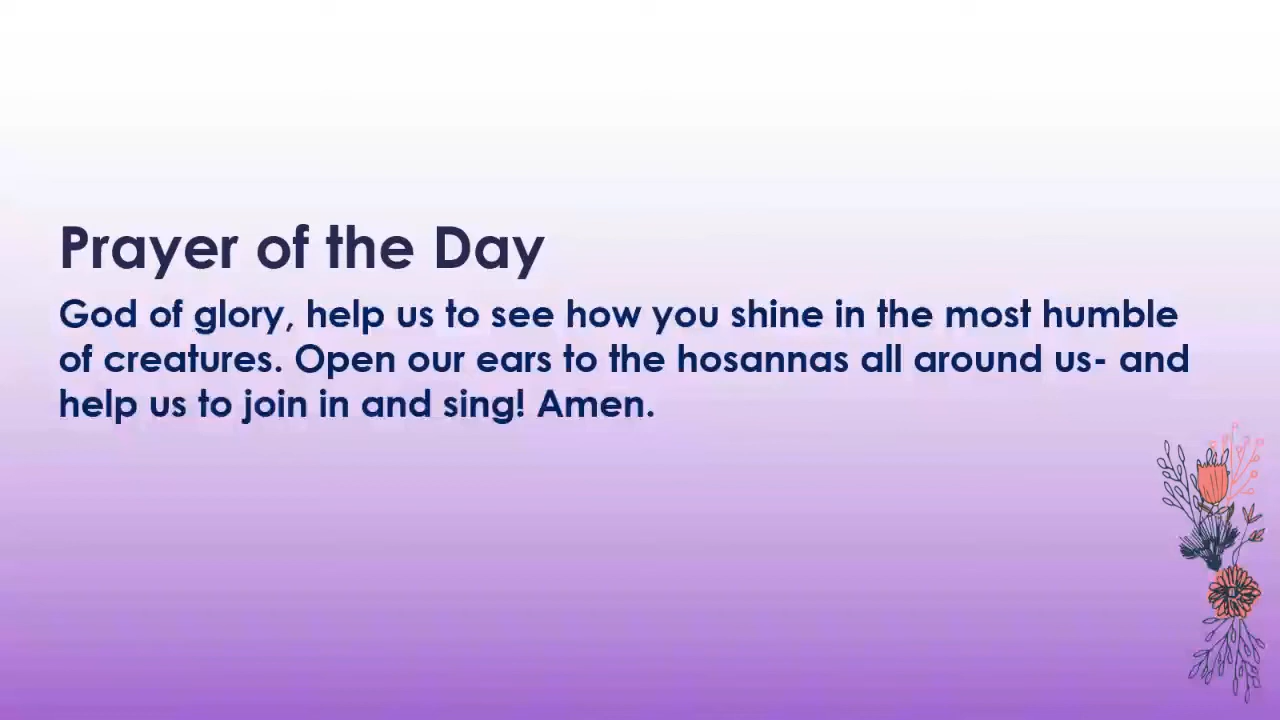 Prayer of the Day
God of glory, help us to see how you shine in the most humble
of creatures. Open our ears to the hosannas all around us- and
help us to join in and sing! Amen.